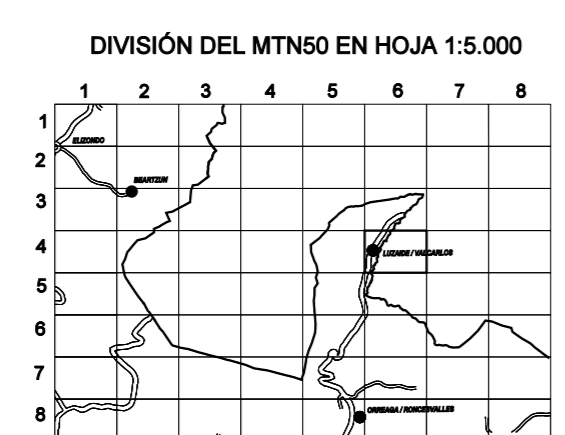 DIVISIÓN DEL MTN50 EN HOJA 1:5.000
1 2 3 4 5 6 7 8
1
ELIZONDO
2
BEARTZUN
3
4
LUZAIDE / VALCARLOS
5
6
7
8
ORREAGA / RONCESVALLES